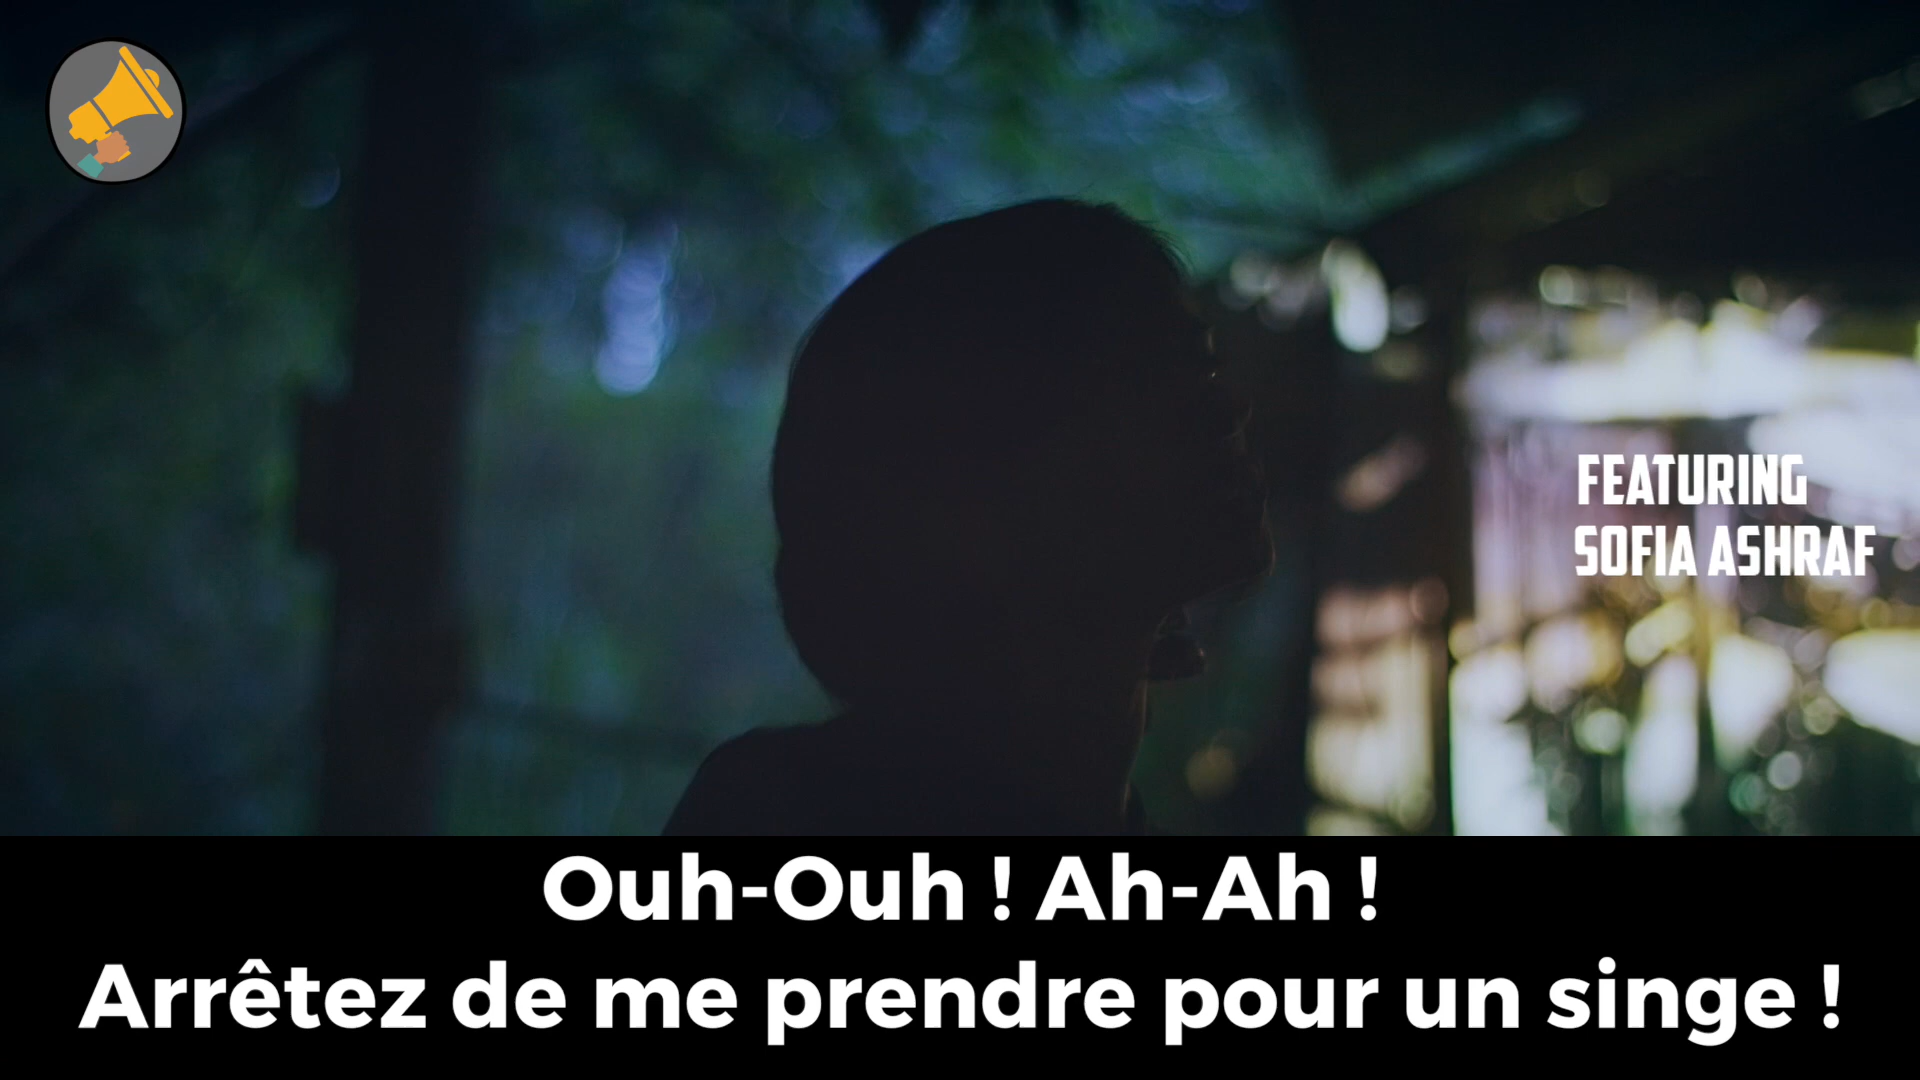 FEATURING
SOFIA ASHRAF
Ouh-Ouh ! Ah-Ah !
Arrêtez de me prendre pour un singe !